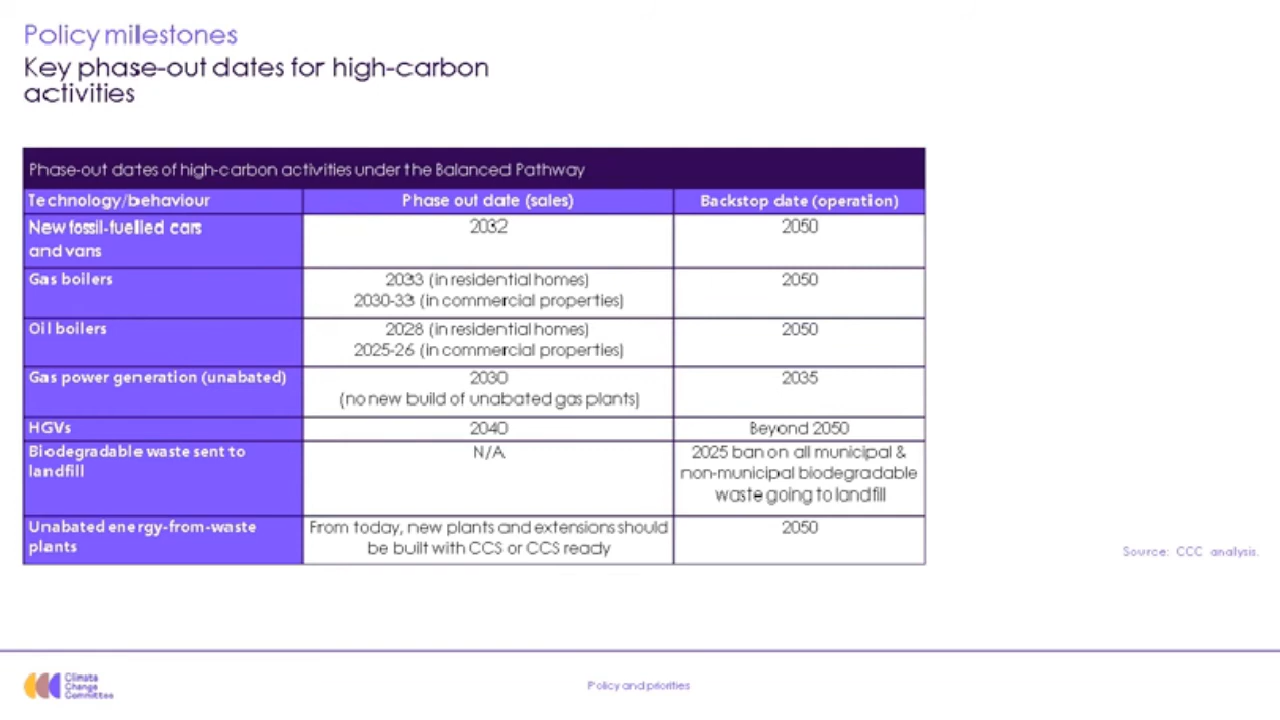 Policy milestones
Key phase-out dates for high-carbon
activities
Phase-out dates of high-carbon activities under the Balanced Pathway
Technology/behaviour
Phase out date (sales)
Backstop date (operation)
New fossil-fuelled cars
and vans
2032
2050
Gas boilers
2033 (in residential homes)
2030-33 (in commercial properties)
2050
Oil boilers
2028 (in residential homes)
2025-26 (in commercial properties)
2050
Gas power generation (unabated)
2030
(no new build of unabated gas plants)
2035
HGVs
2040
Beyond 2050
Biodegradable waste sent to
landfill
N/A
2025 ban on all municipal &
non-municipal biodegradable
waste going to landfill
Unabated energy-from-waste
plants
From today, new plants and extensions should
be built with CCS or CCS ready
2050
Source: CCC analysis.
Climate
Change
Committee
Policy and priorities